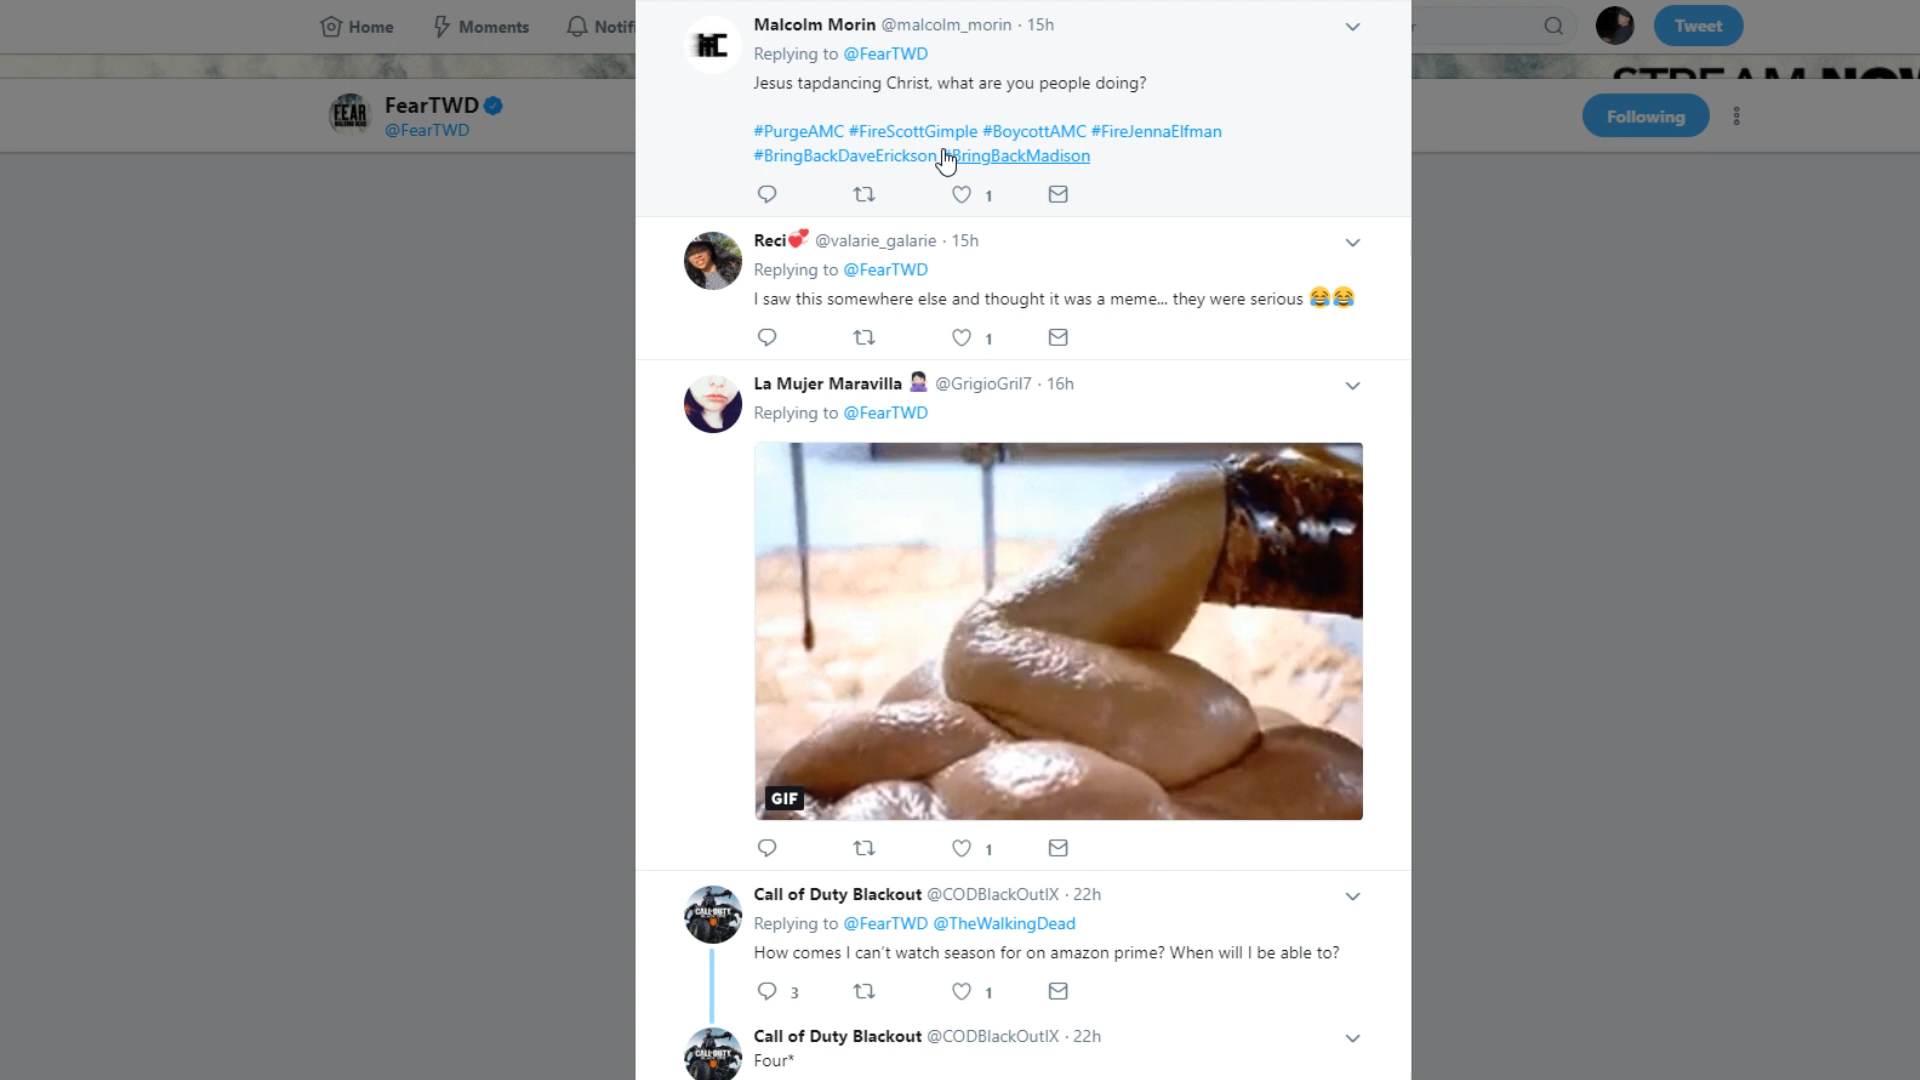 Home
Moments
Notifi
Tweet
STREAM NOW
FearTWD
@FearTWD
Following
Malcolm Morin @malcolm_morin · 15h
Replying to @FearTWD
Jesus tapdancing Christ, what are you people doing?
#PurgeAMC #FireScottGimple #BoycottAMC #FireJennaElfman
#BringBackDaveErickson #BringBackMadison
1
Reci @valarie_galarie · 15h
Replying to @FearTWD
I saw this somewhere else and thought it was a meme... they were serious 😂😂
1
La Mujer Maravilla @GrigioGril7 · 16h
Replying to @FearTWD
GIF
1
Call of Duty Blackout @CODBlackOutIX · 22h
Replying to @FearTWD @TheWalkingDead
How comes I can't watch season for on amazon prime? When will I be able to?
3 1
Call of Duty Blackout @CODBlackOutIX · 22h
Four*